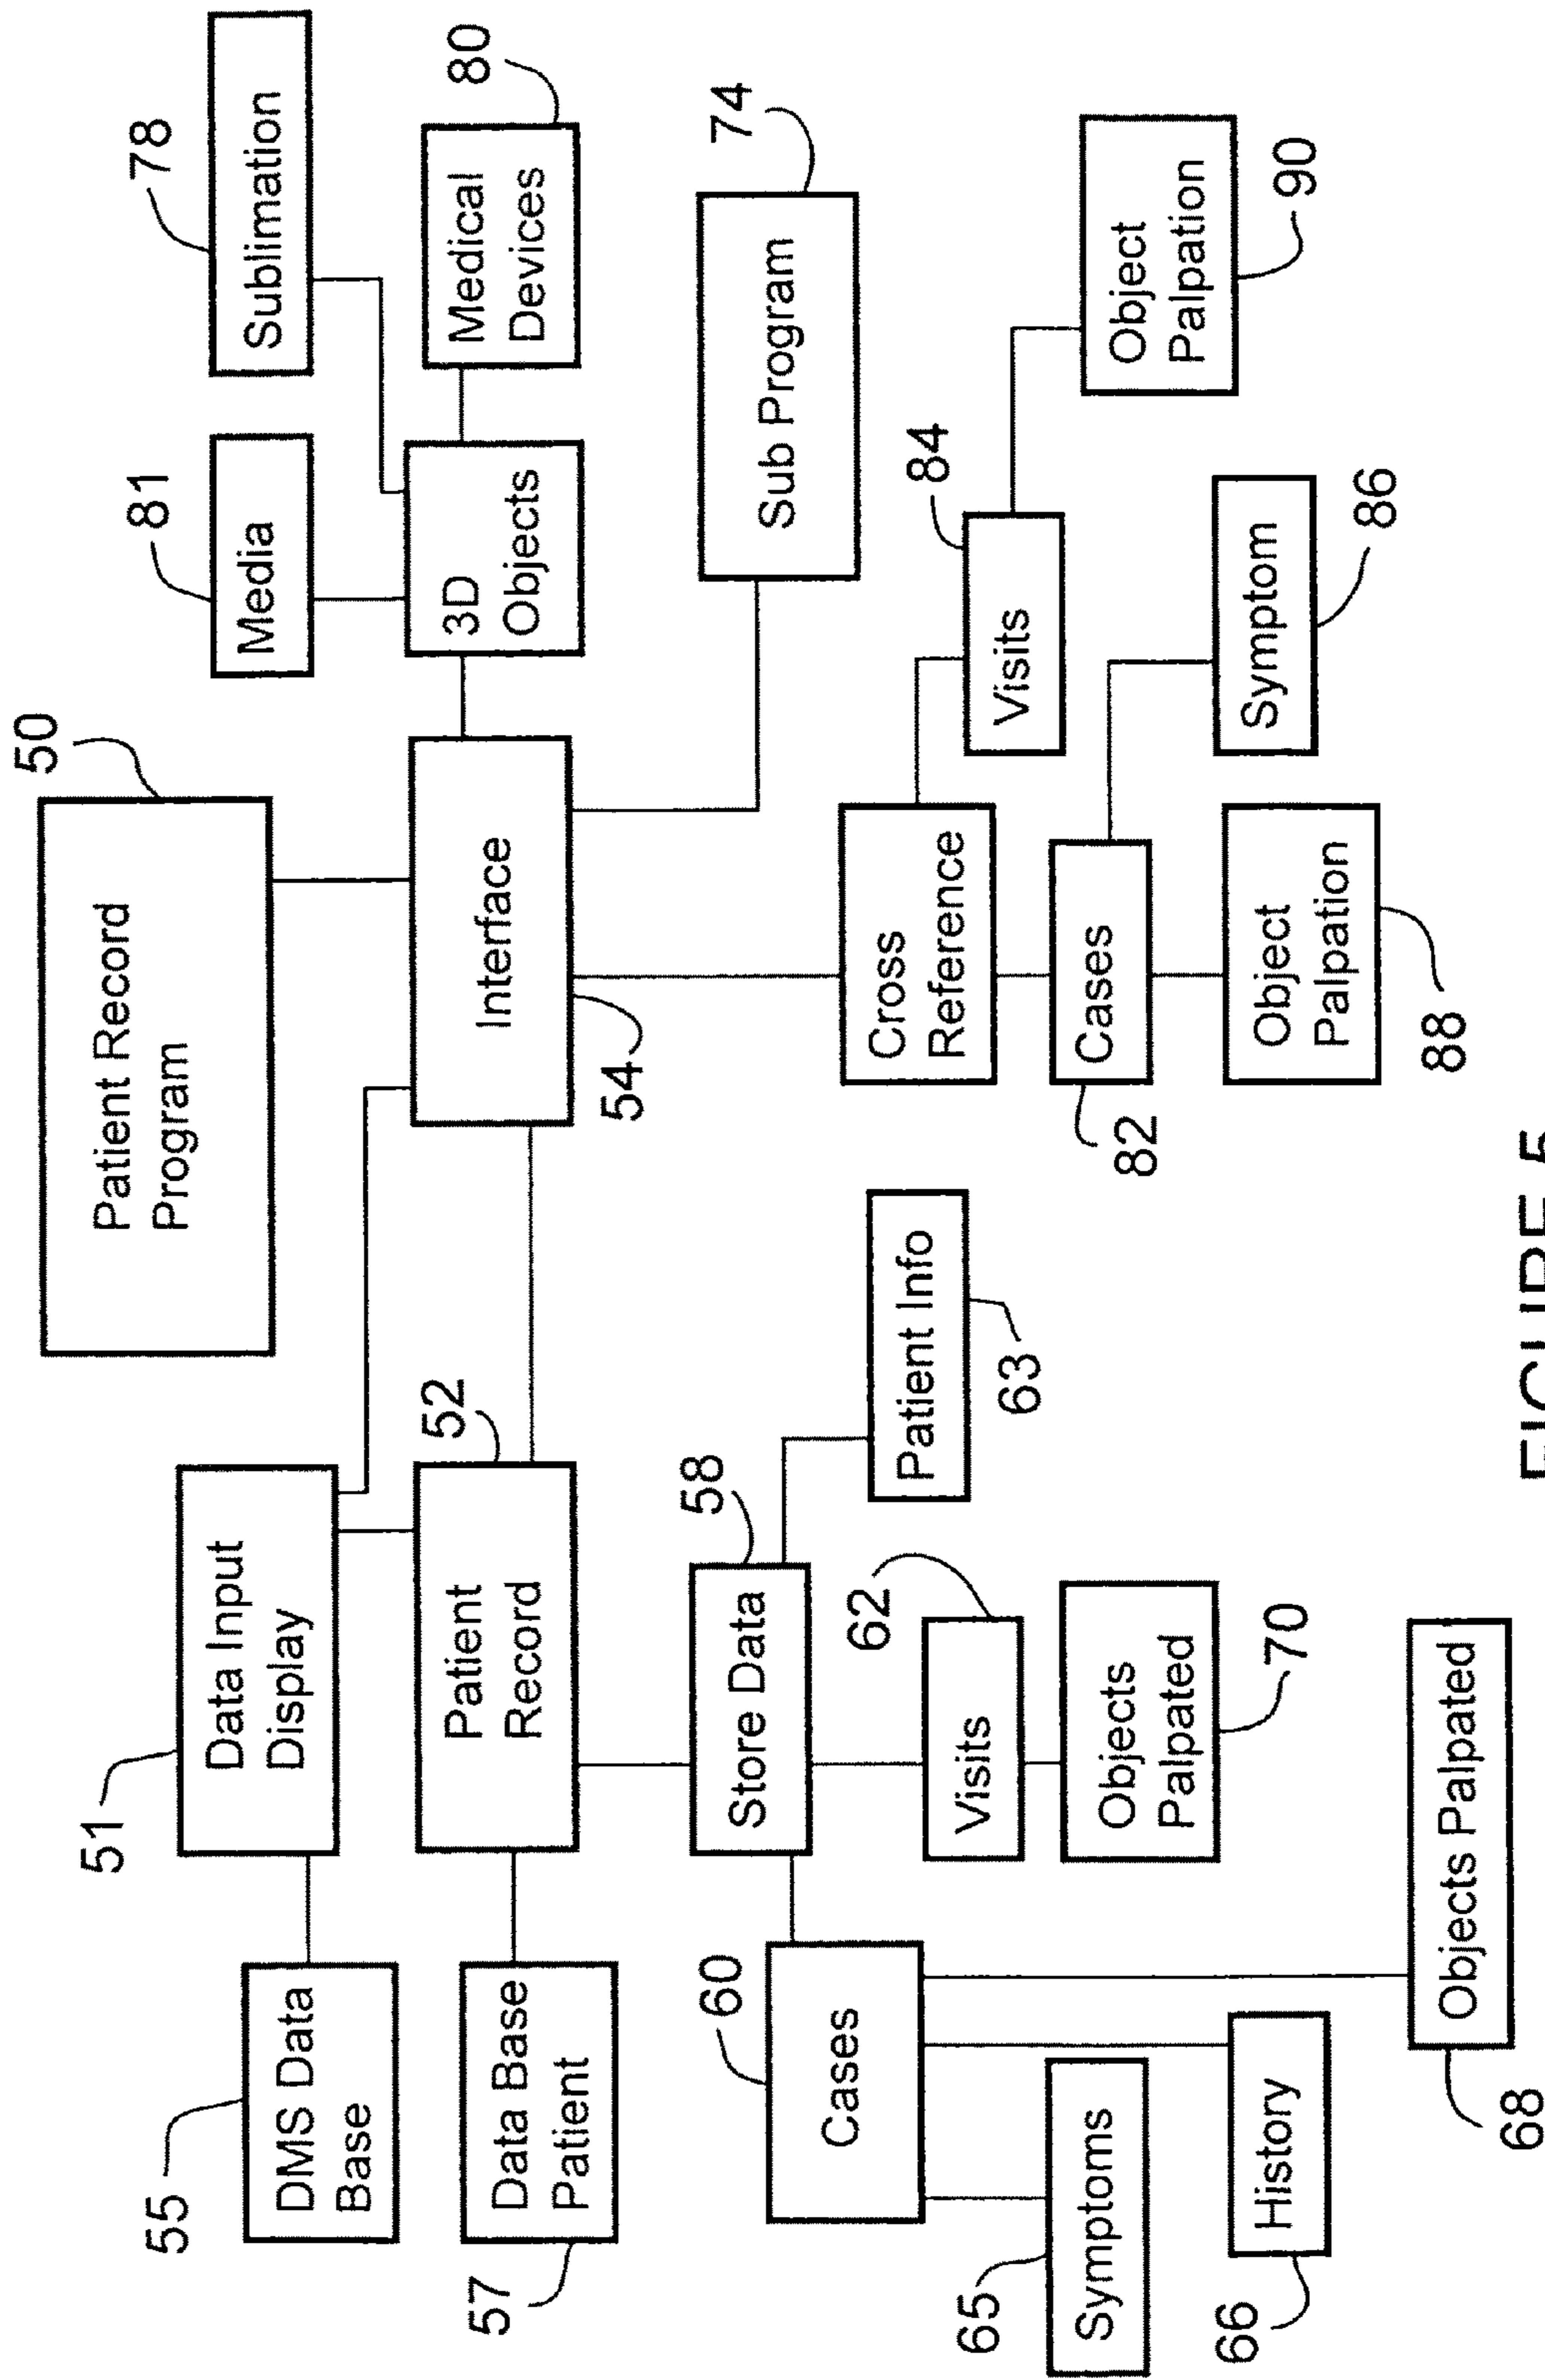 50
Patient Record
Program
51
Data Input
Display
55
DMS Data
Base
52
Patient
Record
57
Data Base
Patient
Interface
54
81
Media
78
Sublimation
3D
Objects
Medical
Devices
80
Sub Program
74
58
Store Data
60
Cases
62
Visits
Patient Info
63
65
Symptoms
66
History
68
Objects Palpated
Objects
Palpated
70
Cross
Reference
84
Visits
82
Cases
Symptom
86
Object
Palpation
88
Object
Palpation
90
FIGURE 5